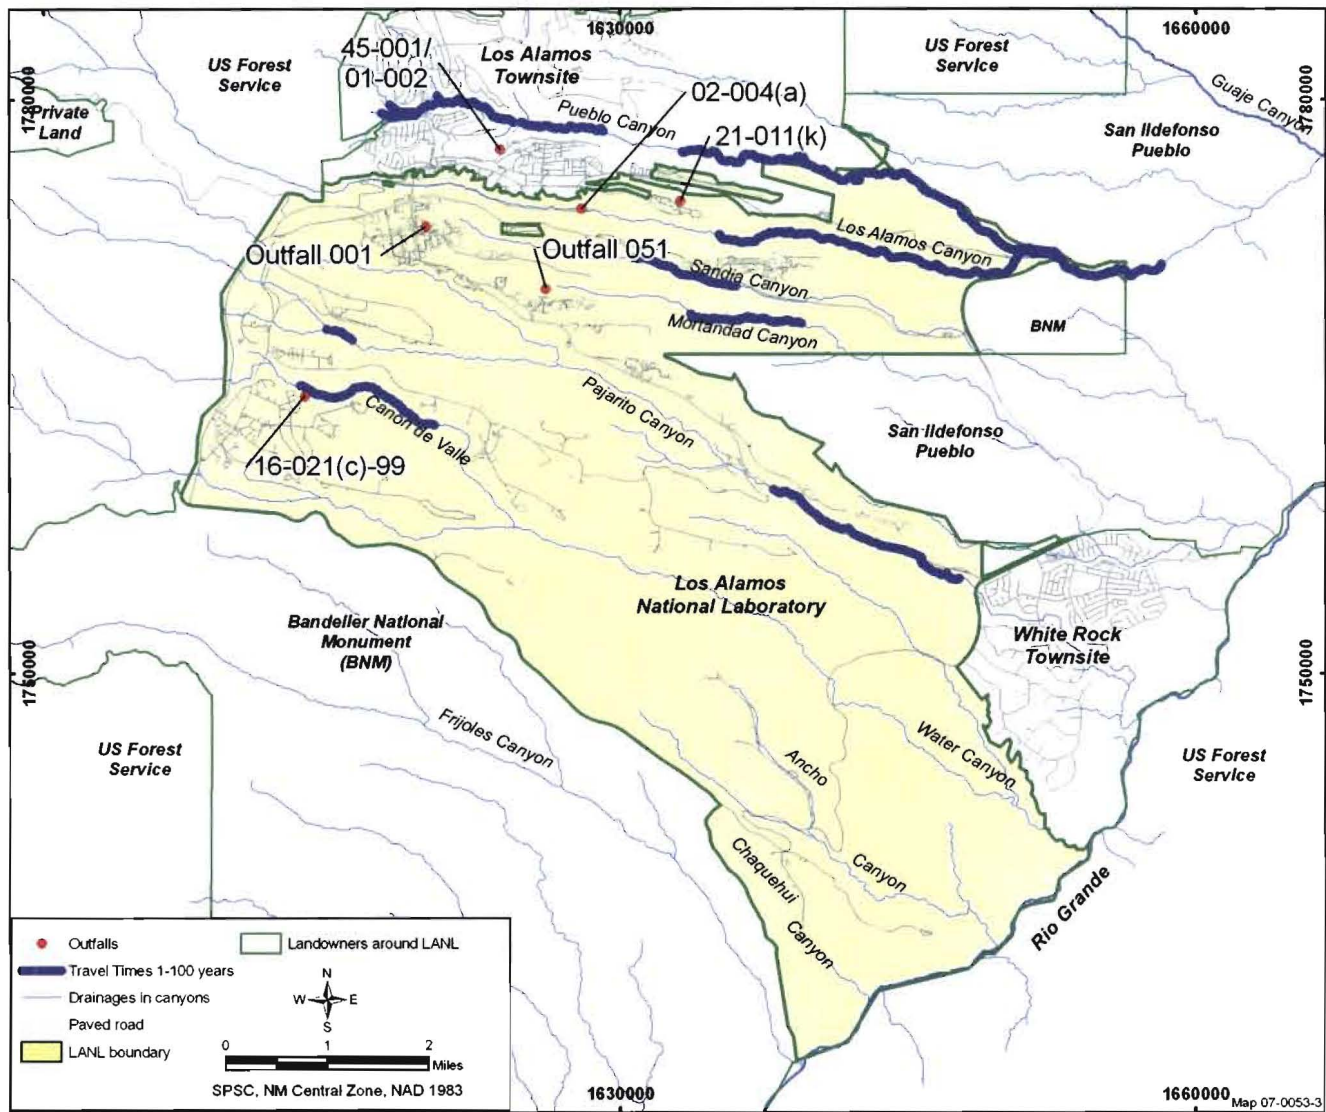 1630000
1660000
45-001/
01-002
Los Alamos
Townsite
US Forest
Service
US Forest
Service
Guaje Canyon
1780000
1780000
Private
Land
02-004(a)
Pueblo Canyon
21-011(k)
San Ildefonso
Pueblo
Outfall 001
Outfall 051
Los Alamos Canyon
Sandia Canyon
Mortandad Canyon
BNM
Pajarito Canyon
Canon de Valle
San Ildefonso
Pueblo
16-021(c)-99
Los Alamos
National Laboratory
Bandelier National
Monument
(BNM)
White Rock
Townsite
1750000
1750000
US Forest
Service
Frijoles Canyon
Water Canyon
US Forest
Service
Ancho
Canyon
Chaquehui
Canyon
Rio Grande
Outfalls
Landowners around LANL
Travel Times 1-100 years
Drainages in canyons
Paved road
LANL boundary
N
W
E
S
0
1
2
Miles
SPSC, NM Central Zone, NAD 1983
1630000
1660000
Map 07-0053-3